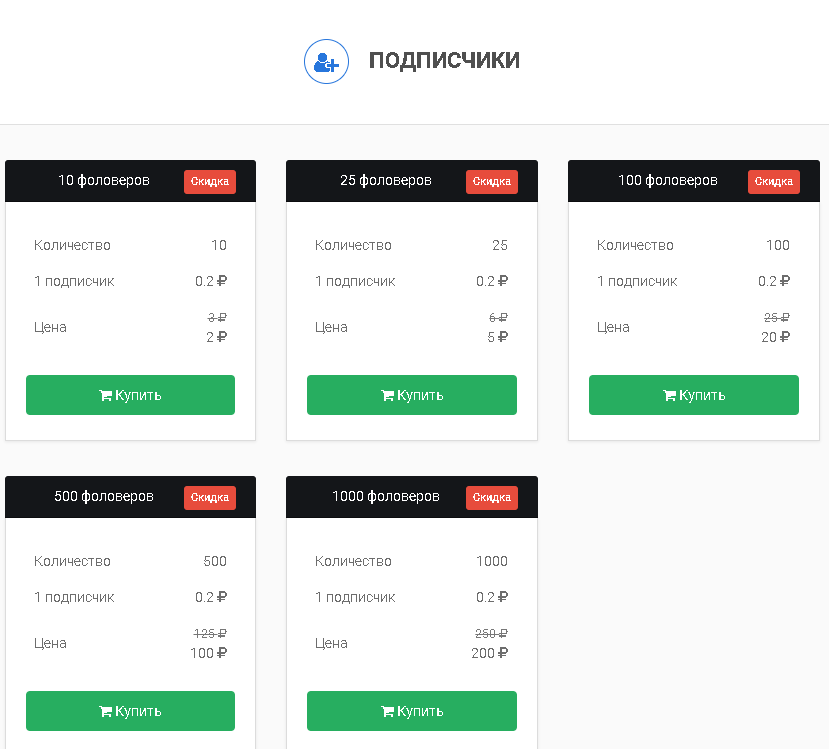 ПОДПИСЧИКИ
10 фоловеров Скидка
Количество 10
1 подписчик 0.2 ₽
3 ₽
Цена
2 ₽
Купить
25 фоловеров Скидка
Количество 25
1 подписчик 0.2 ₽
6 ₽
Цена
5 ₽
Купить
100 фоловеров Скидка
Количество 100
1 подписчик 0.2 ₽
25 ₽
Цена
20 ₽
Купить
500 фоловеров Скидка
Количество 500
1 подписчик 0.2 ₽
125 ₽
Цена
100 ₽
Купить
1000 фоловеров Скидка
Количество 1000
1 подписчик 0.2 ₽
250 ₽
Цена
200 ₽
Купить